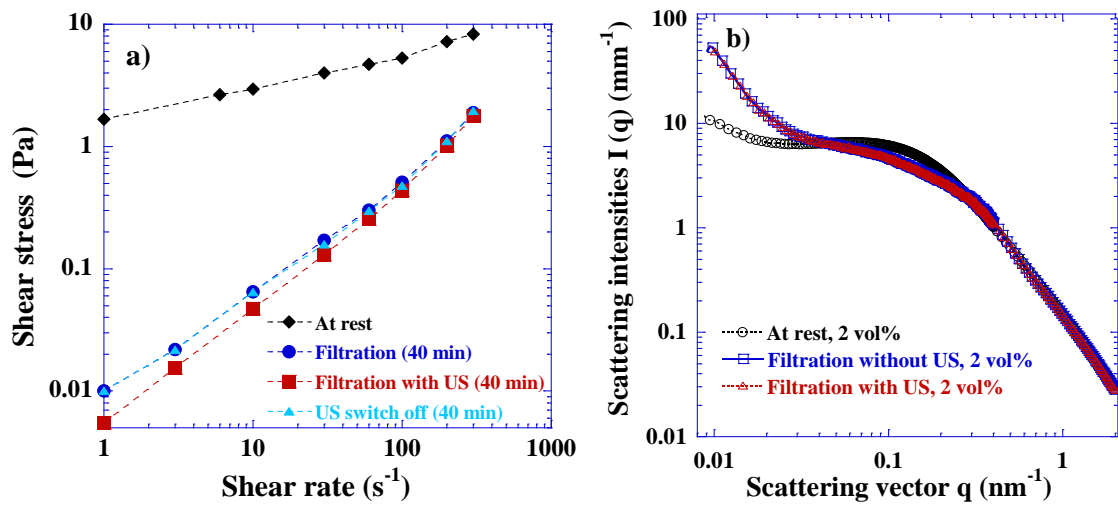 a)
Shear stress (Pa)
10
1
0.1
0.01
1
10
100
1000
Shear rate (s⁻¹)
At rest
Filtration (40 min)
Filtration with US (40 min)
US switch off (40 min)
b)
Scattering intensities I (q) (mm⁻¹)
100
10
1
0.1
0.01
0.01
0.1
1
Scattering vector q (nm⁻¹)
At rest, 2 vol%
Filtration without US, 2 vol%
Filtration with US, 2 vol%